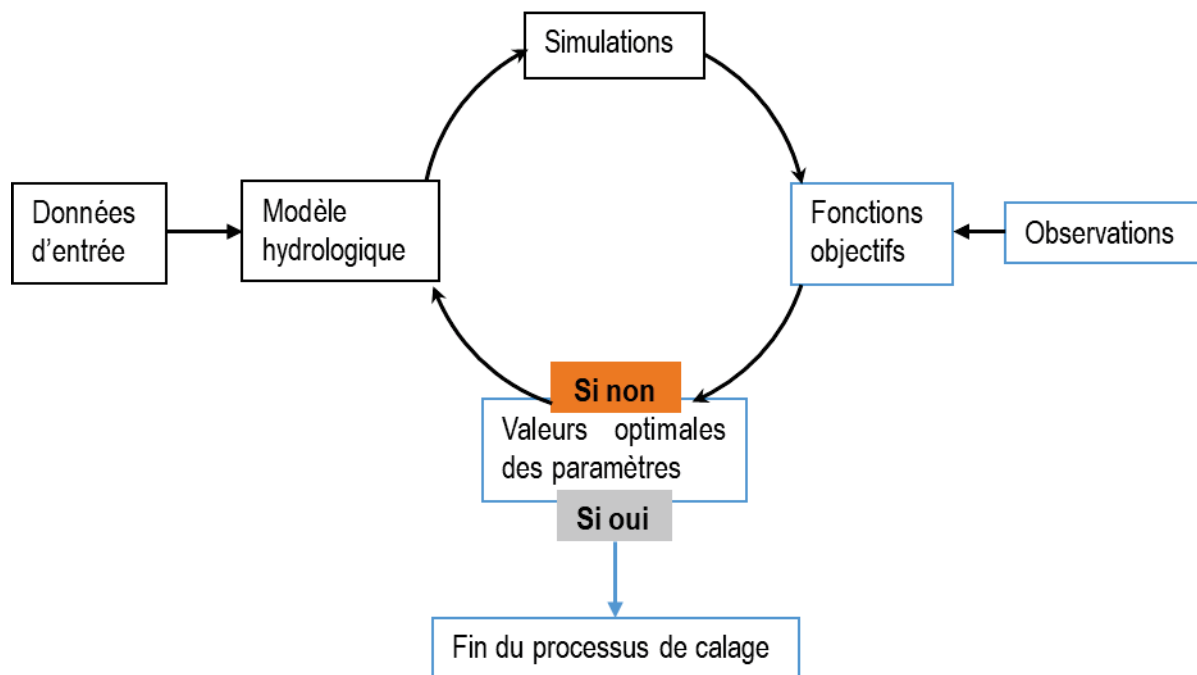 Simulations
Données
d'entrée
Modèle
hydrologique
Fonctions
objectifs
Observations
Si non
Valeurs optimales
des paramètres
Si oui
Fin du processus de calage